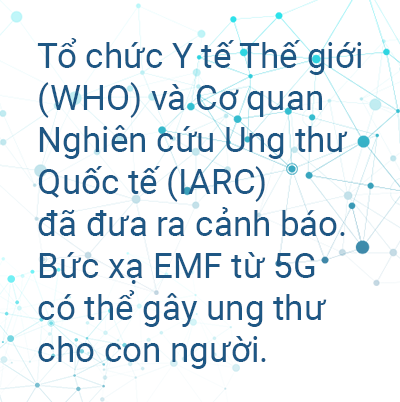 Tổ chức Y tế Thế giới
(WHO) và Cơ quan
Nghiên cứu Ung thư
Quốc tế (IARC)
đã đưa ra cảnh báo.
Bức xạ EMF từ 5G
có thể gây ung thư
cho con người.